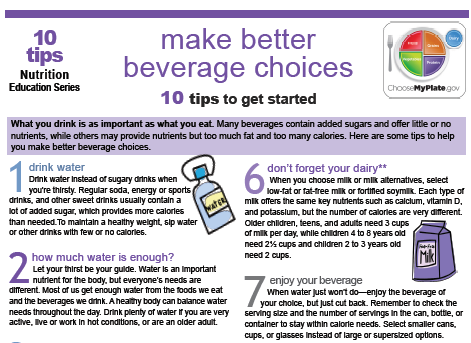 10
tips
Nutrition
Education Series
make better
beverage choices
10 tips to get started
Fruits
Grains
Vegetables
Protein
Dairy
ChooseMyPlate.gov
What you drink is as important as what you eat. Many beverages contain added sugars and offer little or no
nutrients, while others may provide nutrients but too much fat and too many calories. Here are some tips to help
you make better beverage choices.
1 drink water
Drink water instead of sugary drinks when
you're thirsty. Regular soda, energy or sports
drinks, and other sweet drinks usually contain a
lot of added sugar, which provides more calories
than needed.To maintain a healthy weight, sip water
or other drinks with few or no calories.
WATER
2 how much water is enough?
Let your thirst be your guide. Water is an important
nutrient for the body, but everyone's needs are
different. Most of us get enough water from the foods we eat
and the beverages we drink. A healthy body can balance water
needs throughout the day. Drink plenty of water if you are very
active, live or work in hot conditions, or are an older adult.
6 don't forget your dairy**
When you choose milk or milk alternatives, select
low-fat or fat-free milk or fortified soymilk. Each type of
milk offers the same key nutrients such as calcium, vitamin D,
and potassium, but the number of calories are very different.
Older children, teens, and adults need 3 cups
of milk per day, while children 4 to 8 years old
need 2½ cups and children 2 to 3 years old
need 2 cups.
Fat-Free
Milk
7 enjoy your beverage
When water just won't do—enjoy the beverage of
your choice, but just cut back. Remember to check the
serving size and the number of servings in the can, bottle, or
container to stay within calorie needs. Select smaller cans,
cups, or glasses instead of large or supersized options.